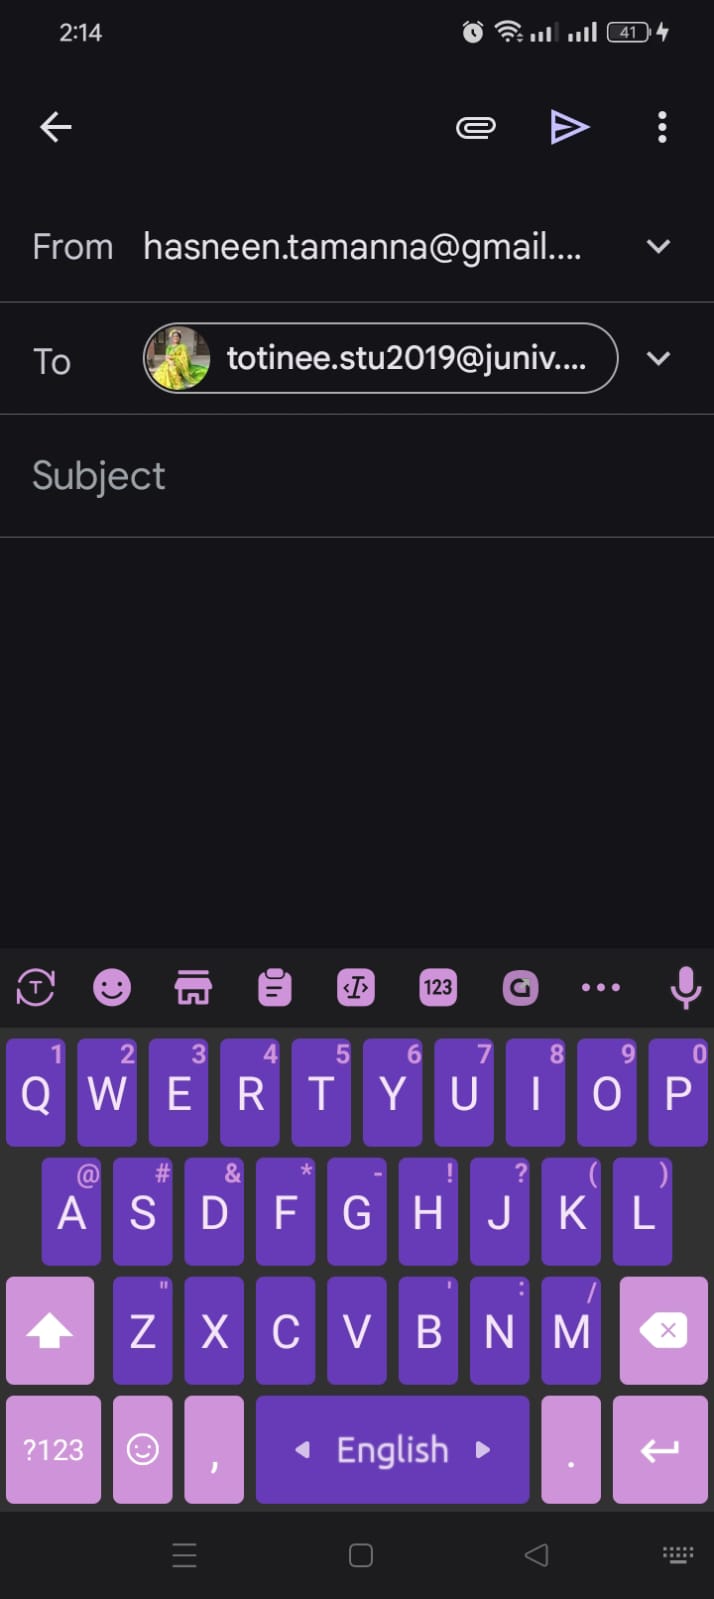 2:14
41
From hasneen.tamanna@gmail....
To totinee.stu2019@juniv....
Subject
T I 123 G
1 2 3 4 5 6 7 8 9 0
Q W E R T Y U I O P
@ # & * - ! ? ( )
A S D F G H J K L
" ' : /
Z X C V B N M
?123 , English .